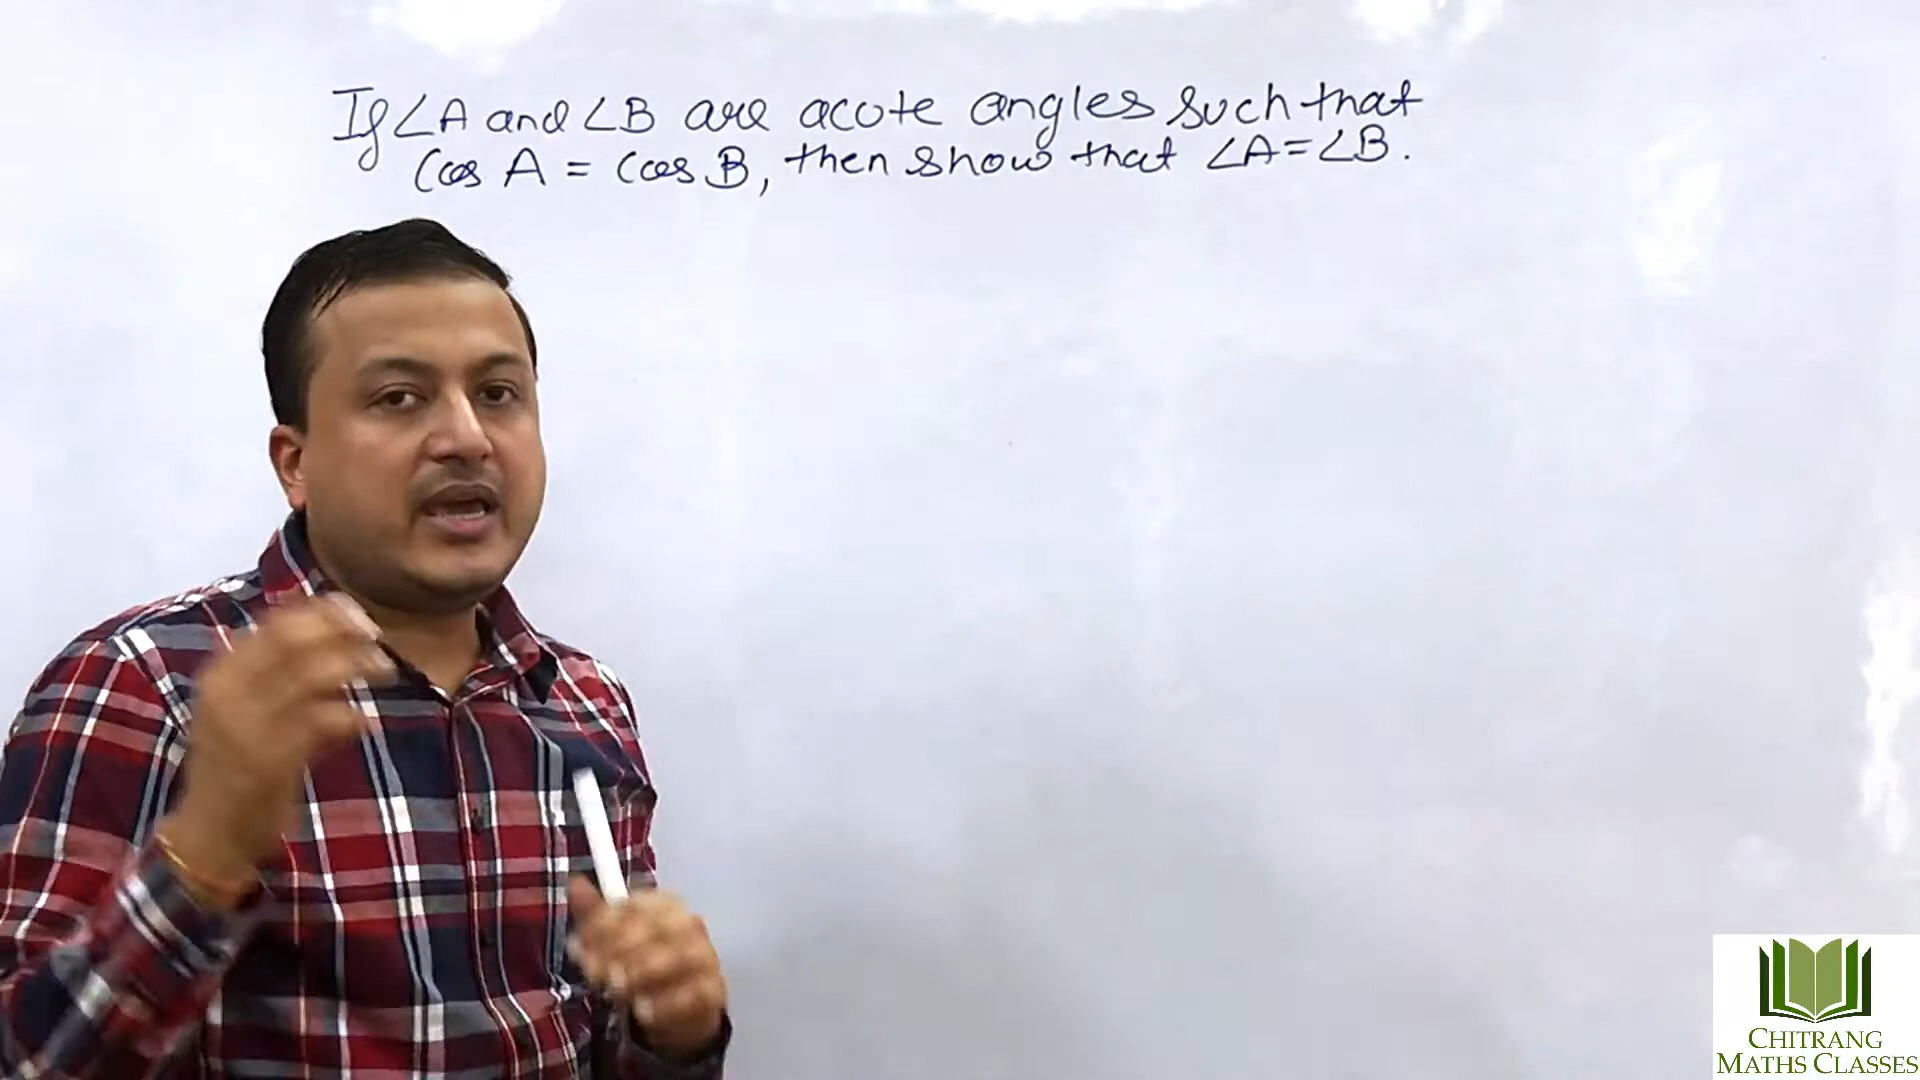 If ∠A and ∠B are acute angles such that
Cos A = Cos B, then show that ∠A = ∠B.
CHITRANG
MATHS CLASSES